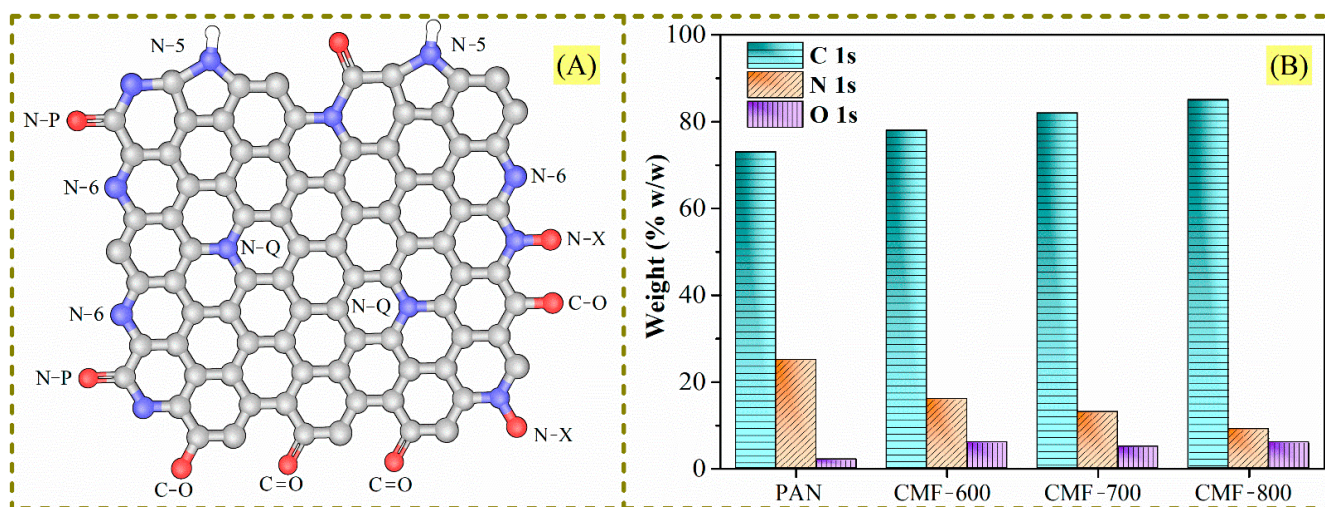 (A)
N-5
N-5
N-P
N-6
N-6
N-Q
N-X
N-Q
C-O
N-6
N-P
N-X
C-O
C=O
C=O
(B)
Weight (% w/w)
100
80
60
40
20
0
C 1s
N 1s
O 1s
PAN
CMF-600
CMF-700
CMF-800